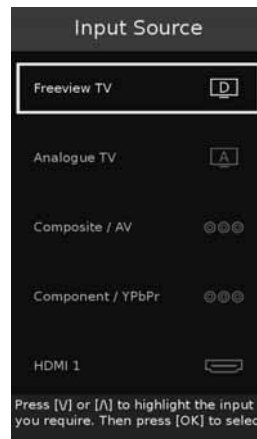 Input Source
Freeview TV D
Analogue TV A
Composite / AV
Component / YPbPr
HDMI 1
Press [\/] or [/\] to highlight the input
you require. Then press [OK] to selec